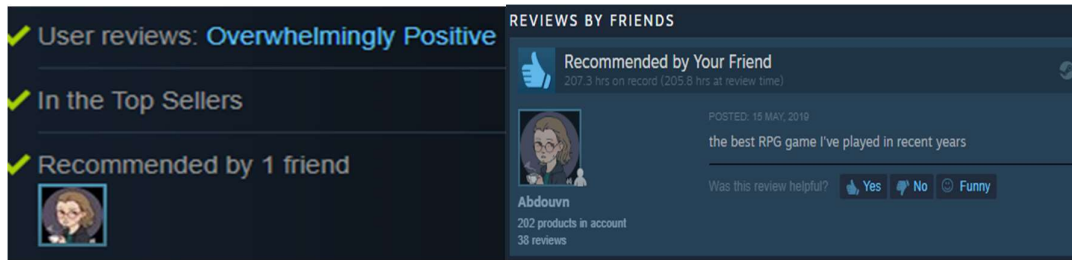 User reviews: Overwhelmingly Positive
In the Top Sellers
Recommended by 1 friend
REVIEWS BY FRIENDS
Recommended by Your Friend
207.3 hrs on record (205.8 hrs at review time)
Abdouvn
202 products in account
38 reviews
POSTED: 15 MAY, 2019
the best RPG game I've played in recent years
Was this review helpful? Yes No Funny